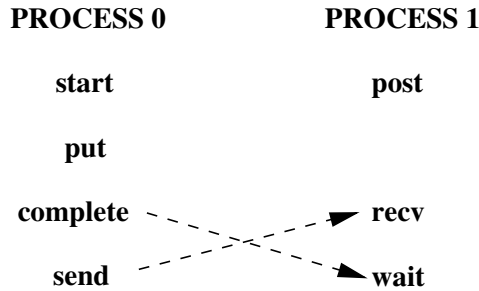 PROCESS 0 PROCESS 1
start post
put
complete recv
send wait